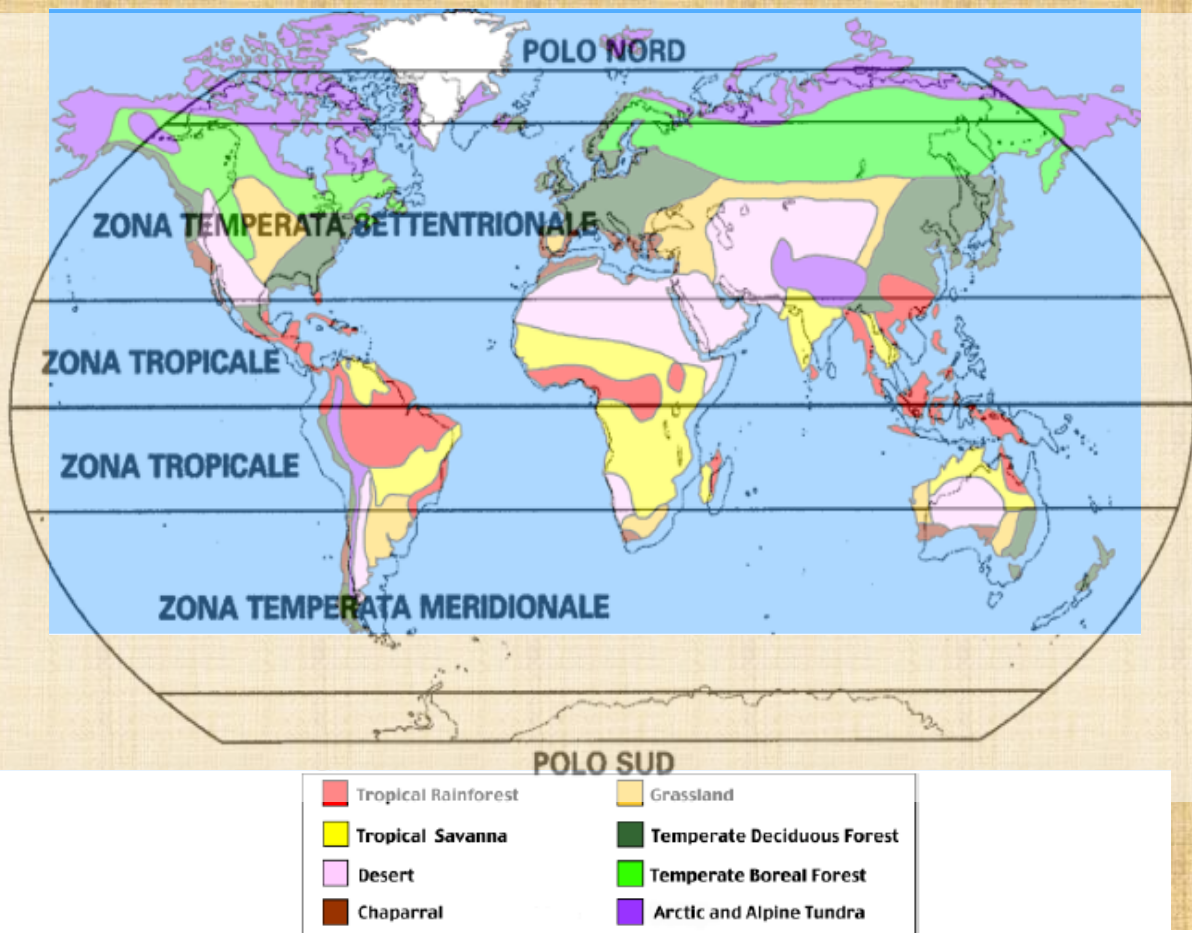 POLO NORD
ZONA TEMPERATA SETTENTRIONALE
ZONA TROPICALE
ZONA TROPICALE
ZONA TEMPERATA MERIDIONALE
POLO SUD
Tropical Rainforest
Grassland
Tropical Savanna
Temperate Deciduous Forest
Desert
Temperate Boreal Forest
Chaparral
Arctic and Alpine Tundra